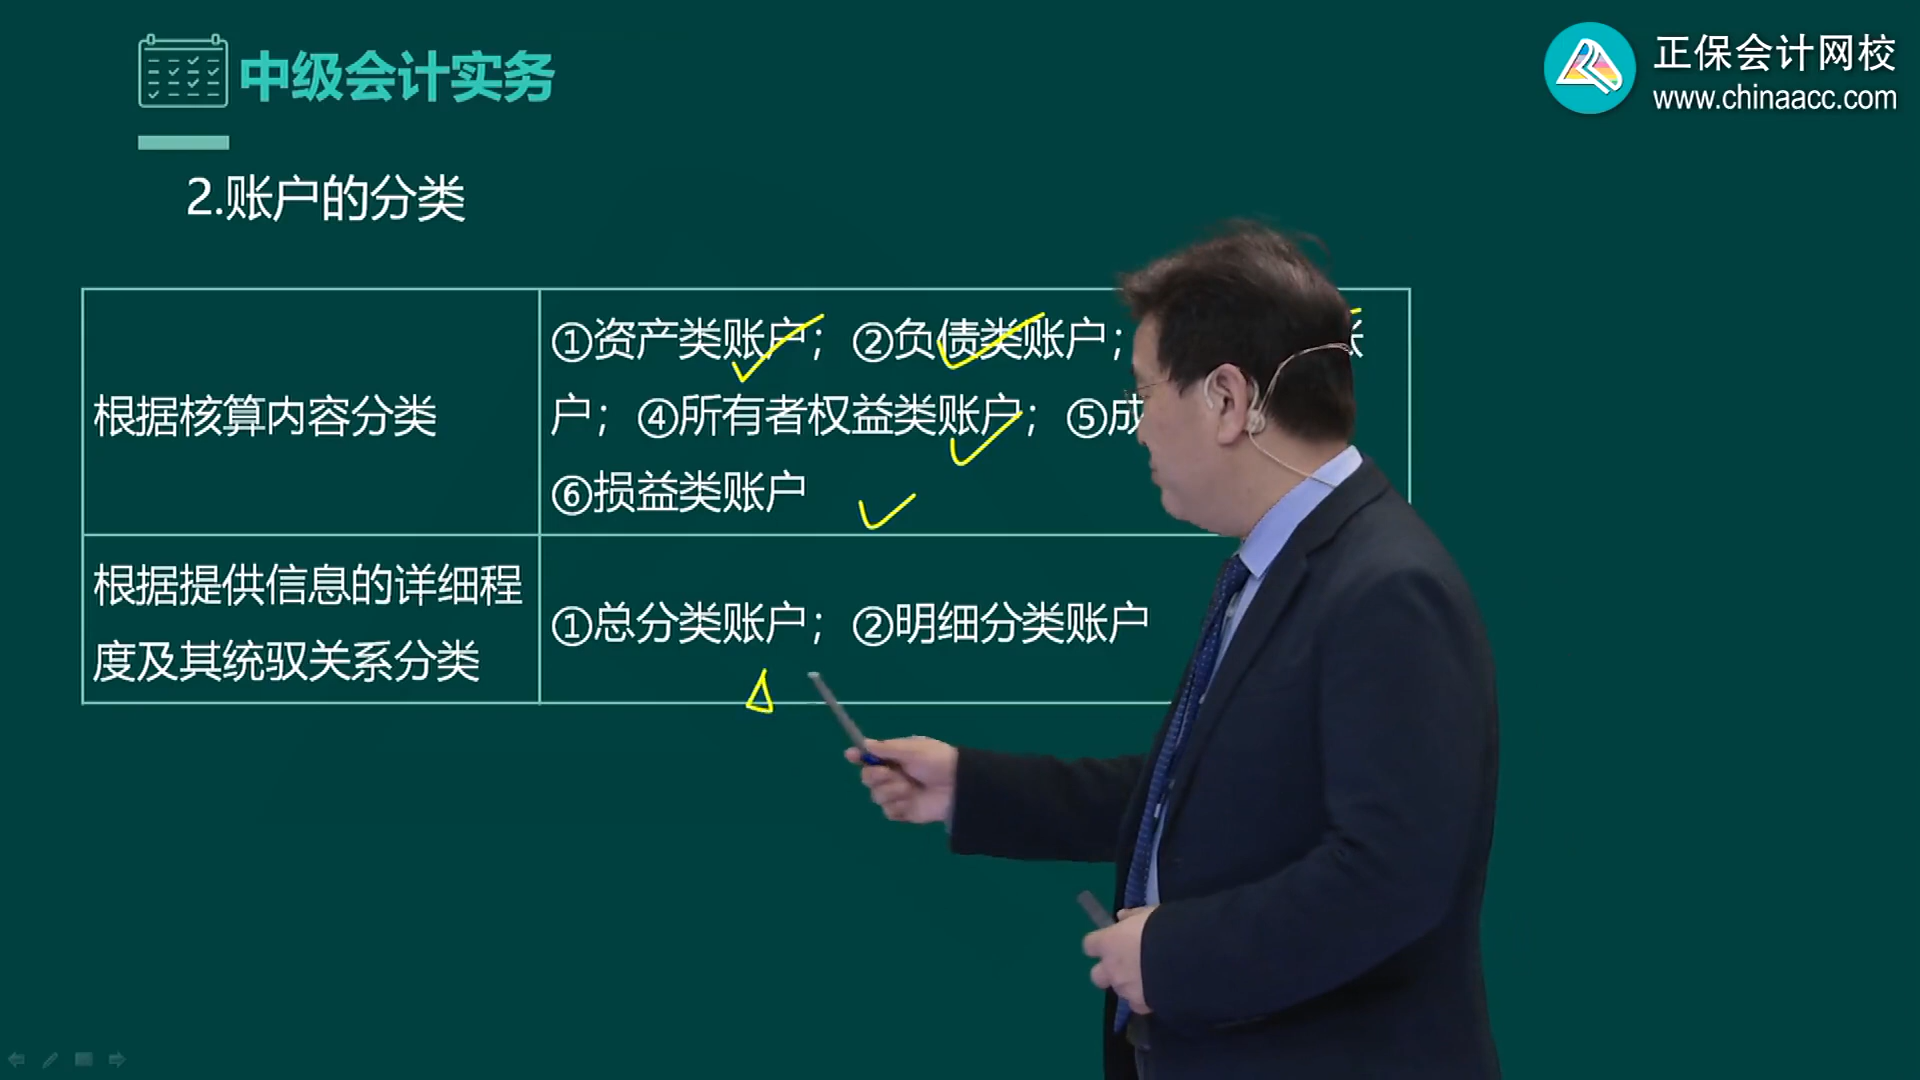 中级会计实务
正保会计网校
www.chinaacc.com
2.账户的分类
根据核算内容分类
①资产类账户；②负债类账户；
户；④所有者权益类账户；⑤成
⑥损益类账户
根据提供信息的详细程
度及其统驭关系分类
①总分类账户；②明细分类账户